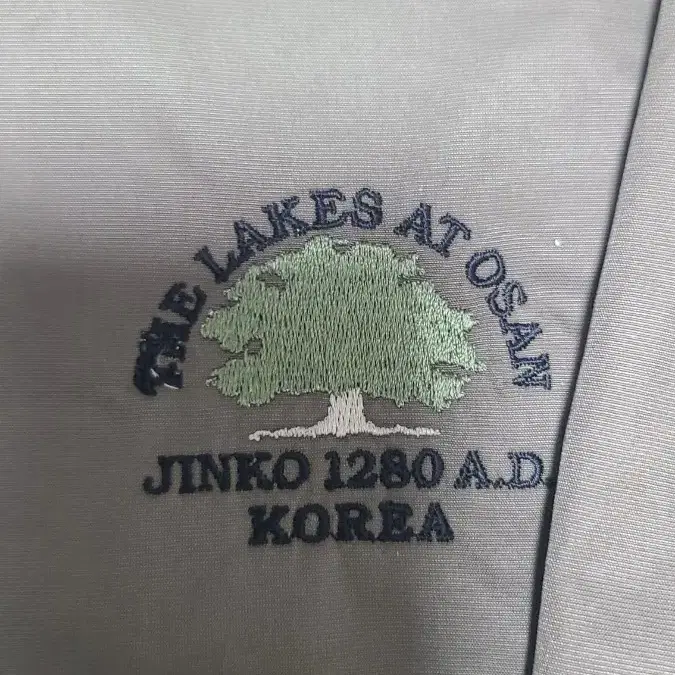 THE LAKES AT OSAN
JINKO 1280 A.D.
KOREA